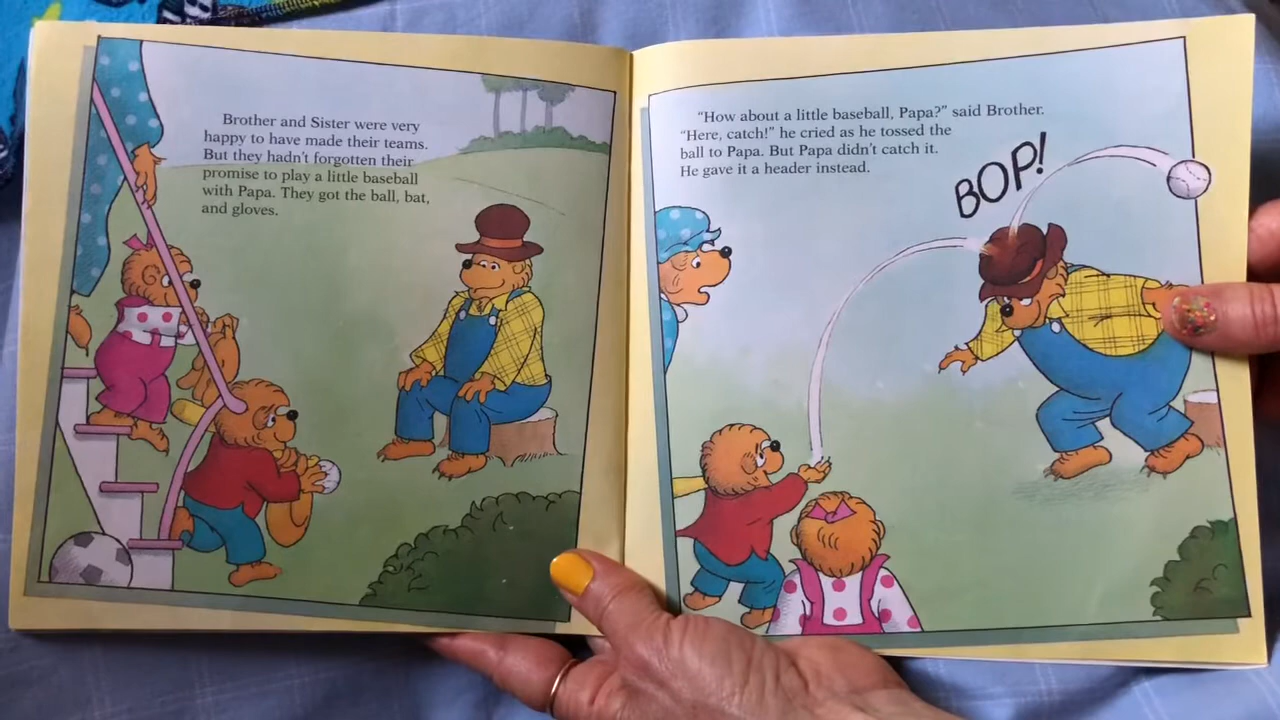 Brother and Sister were very
happy to have made their teams.
But they hadn't forgotten their
promise to play a little baseball
with Papa. They got the ball, bat,
and gloves.
"How about a little baseball, Papa?" said Brother.
"Here, catch!" he cried as he tossed the
ball to Papa. But Papa didn't catch it.
He gave it a header instead.
BOP!